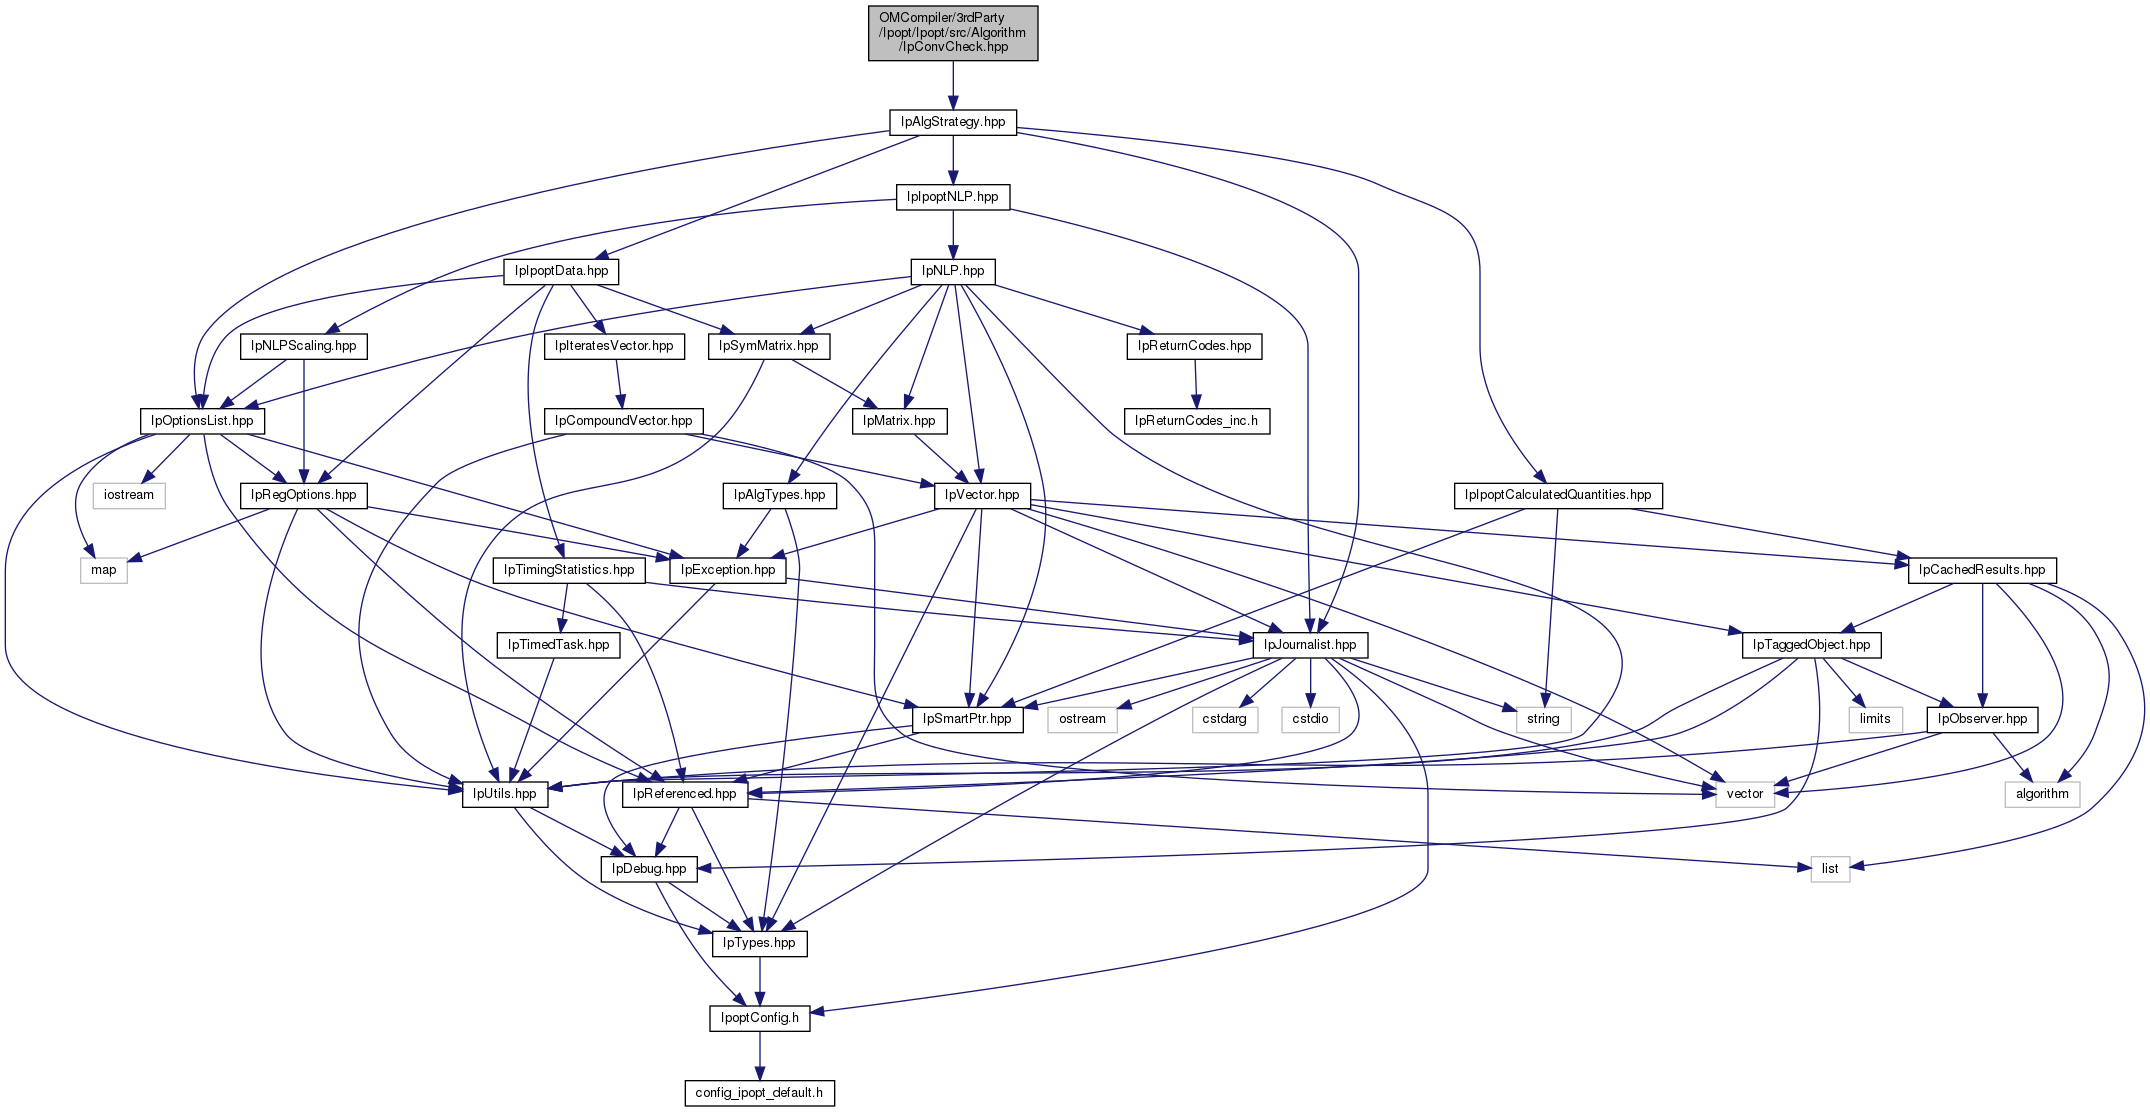 OMCompiler/3rdParty
/Ipopt/Ipopt/src/Algorithm
/IpConvCheck.hpp
IpAlgStrategy.hpp
IpIpoptNLP.hpp
IpIpoptData.hpp
IpNLP.hpp
IpNLPScaling.hpp
IpIteratesVector.hpp
IpSymMatrix.hpp
IpReturnCodes.hpp
IpOptionsList.hpp
IpCompoundVector.hpp
IpMatrix.hpp
IpReturnCodes_inc.h
iostream
IpRegOptions.hpp
IpAlgTypes.hpp
IpVector.hpp
IpIpoptCalculatedQuantities.hpp
map
IpTimingStatistics.hpp
IpException.hpp
IpCachedResults.hpp
IpTimedTask.hpp
IpJournalist.hpp
IpTaggedObject.hpp
IpSmartPtr.hpp
ostream
cstdarg
cstdio
string
limits
IpObserver.hpp
IpUtils.hpp
IpReferenced.hpp
vector
algorithm
IpDebug.hpp
list
IpTypes.hpp
IpoptConfig.h
config_ipopt_default.h